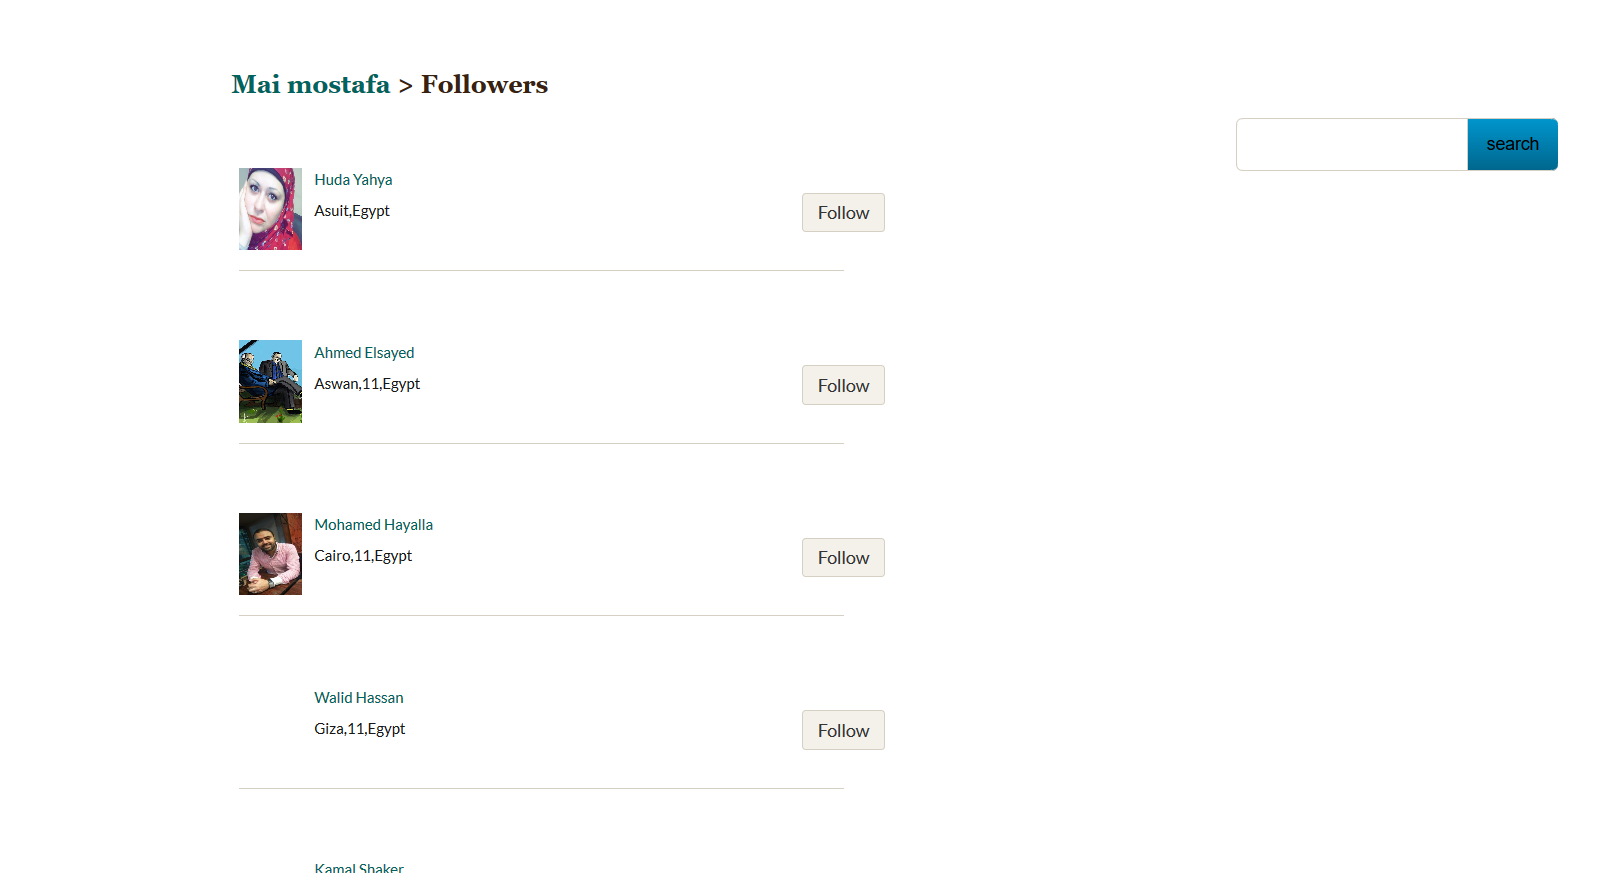 Mai mostafa > Followers
search
Huda Yahya
Asuit,Egypt
Follow
Ahmed Elsayed
Aswan,11,Egypt
Follow
Mohamed Hayalla
Cairo,11,Egypt
Follow
Walid Hassan
Giza,11,Egypt
Follow
Kamal Shaker